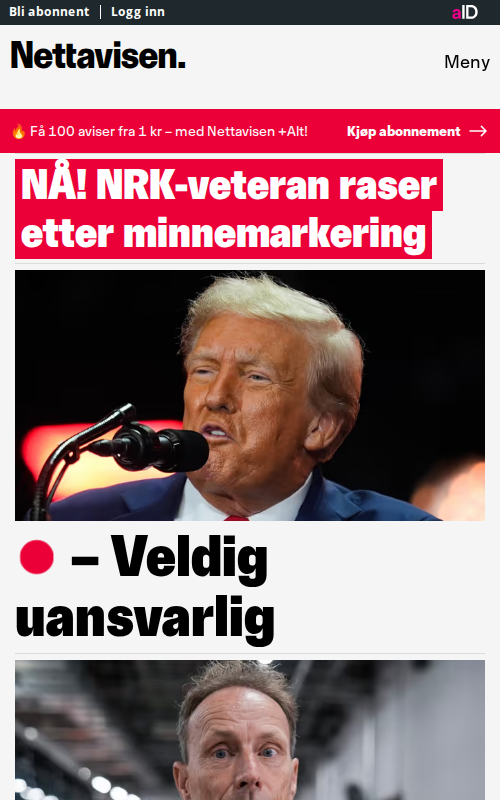 Bli abonnent | Logg inn
aID
Nettavisen.
Meny
🔥 Få 100 aviser fra 1 kr – med Nettavisen +Alt!
Kjøp abonnement →
NÅ! NRK-veteran raser
etter minnemarkering
– Veldig
uansvarlig